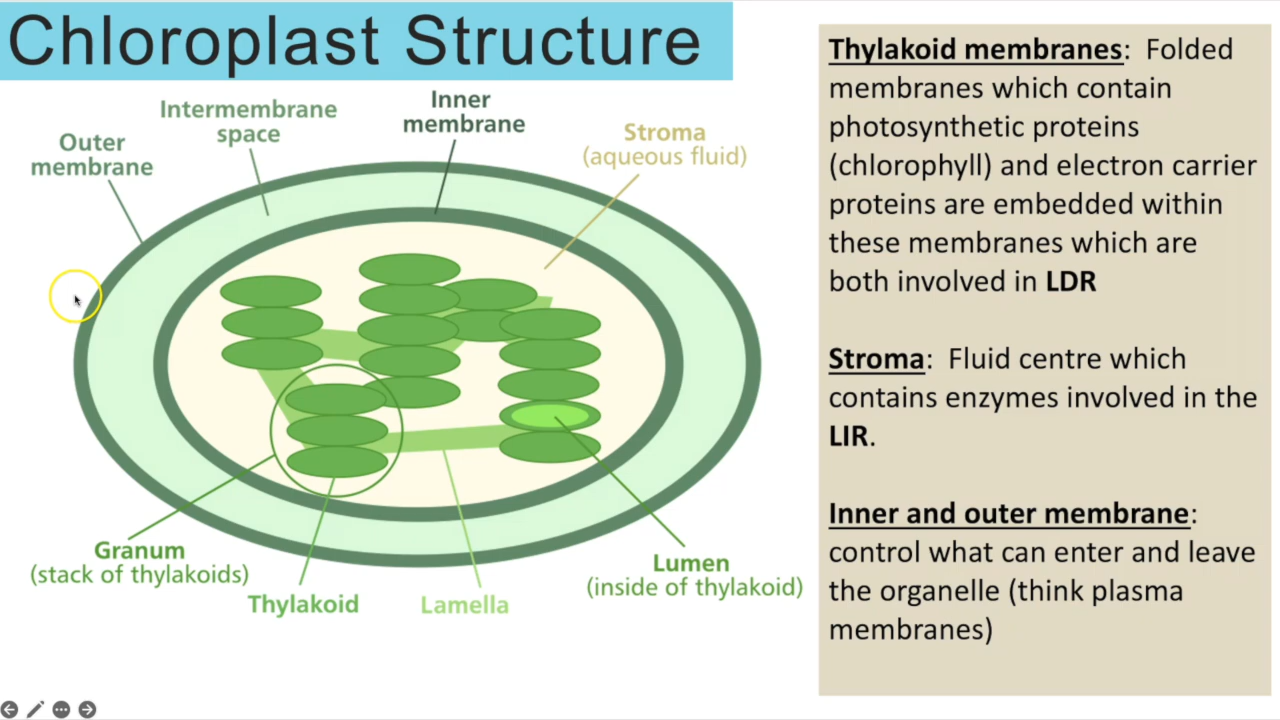 Chloroplast Structure
Intermembrane
space
Inner
membrane
Outer
membrane
Stroma
(aqueous fluid)
Granum
(stack of thylakoids)
Thylakoid
Lamella
Lumen
(inside of thylakoid)
Thylakoid membranes: Folded
membranes which contain
photosynthetic proteins
(chlorophyll) and electron carrier
proteins are embedded within
these membranes which are
both involved in LDR
Stroma: Fluid centre which
contains enzymes involved in the
LIR.
Inner and outer membrane:
control what can enter and leave
the organelle (think plasma
membranes)